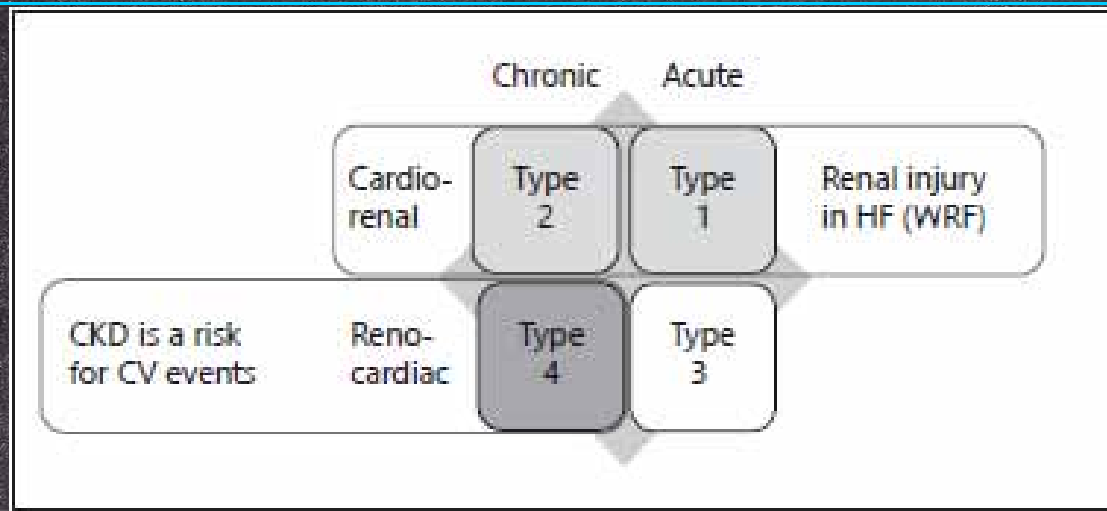 Chronic Acute
Cardio- Type Type Renal injury
renal 2 1 in HF (WRF)
CKD is a risk Reno- Type Type
for CV events cardiac 4 3